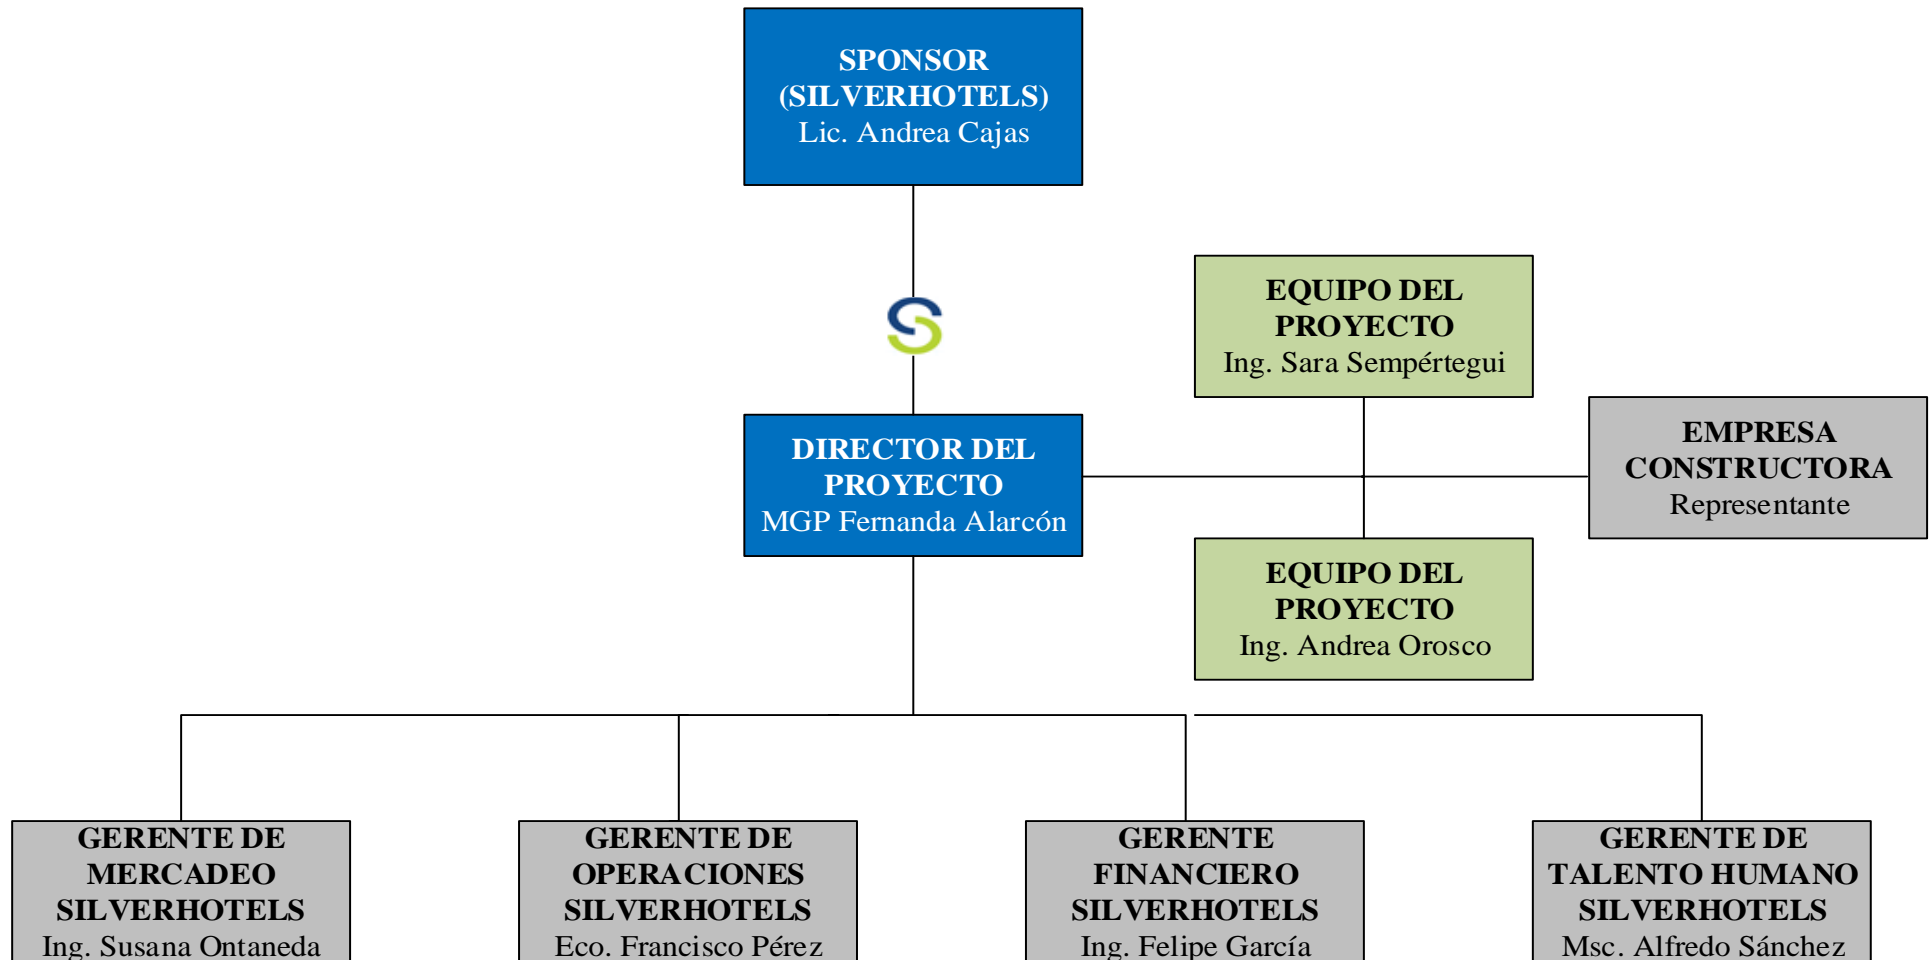 SPONSOR
(SILVERHOTELS)
Lic. Andrea Cajas
EQUIPO DEL
PROYECTO
Ing. Sara Sempértegui
DIRECTOR DEL
PROYECTO
MGP Fernanda Alarcón
EMPRESA
CONSTRUCTORA
Representante
EQUIPO DEL
PROYECTO
Ing. Andrea Orosco
GERENTE DE
MERCADEO
SILVERHOTELS
Ing. Susana Ontaneda
GERENTE DE
OPERACIONES
SILVERHOTELS
Eco. Francisco Pérez
GERENTE
FINANCIERO
SILVERHOTELS
Ing. Felipe García
GERENTE DE
TALENTO HUMANO
SILVERHOTELS
Msc. Alfredo Sánchez